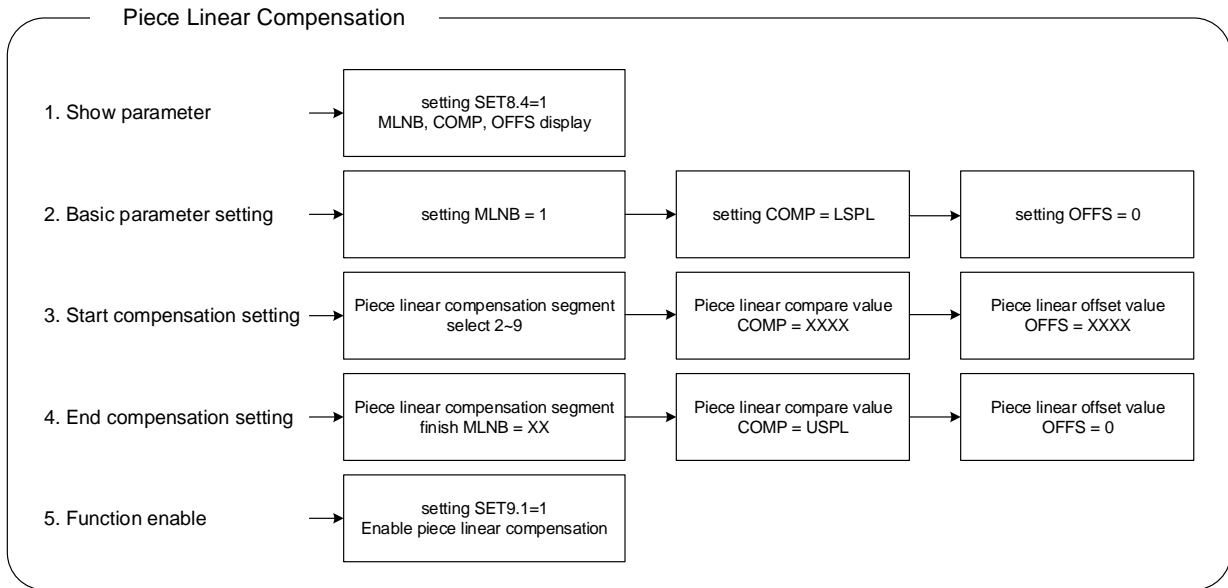 Piece Linear Compensation
1. Show parameter
setting SET8.4=1
MLNB, COMP, OFFS display
2. Basic parameter setting
setting MLNB = 1
setting COMP = LSPL
setting OFFS = 0
3. Start compensation setting
Piece linear compensation segment
select 2~9
Piece linear compare value
COMP = XXXX
Piece linear offset value
OFFS = XXXX
4. End compensation setting
Piece linear compensation segment
finish MLNB = XX
Piece linear compare value
COMP = USPL
Piece linear offset value
OFFS = 0
5. Function enable
setting SET9.1=1
Enable piece linear compensation